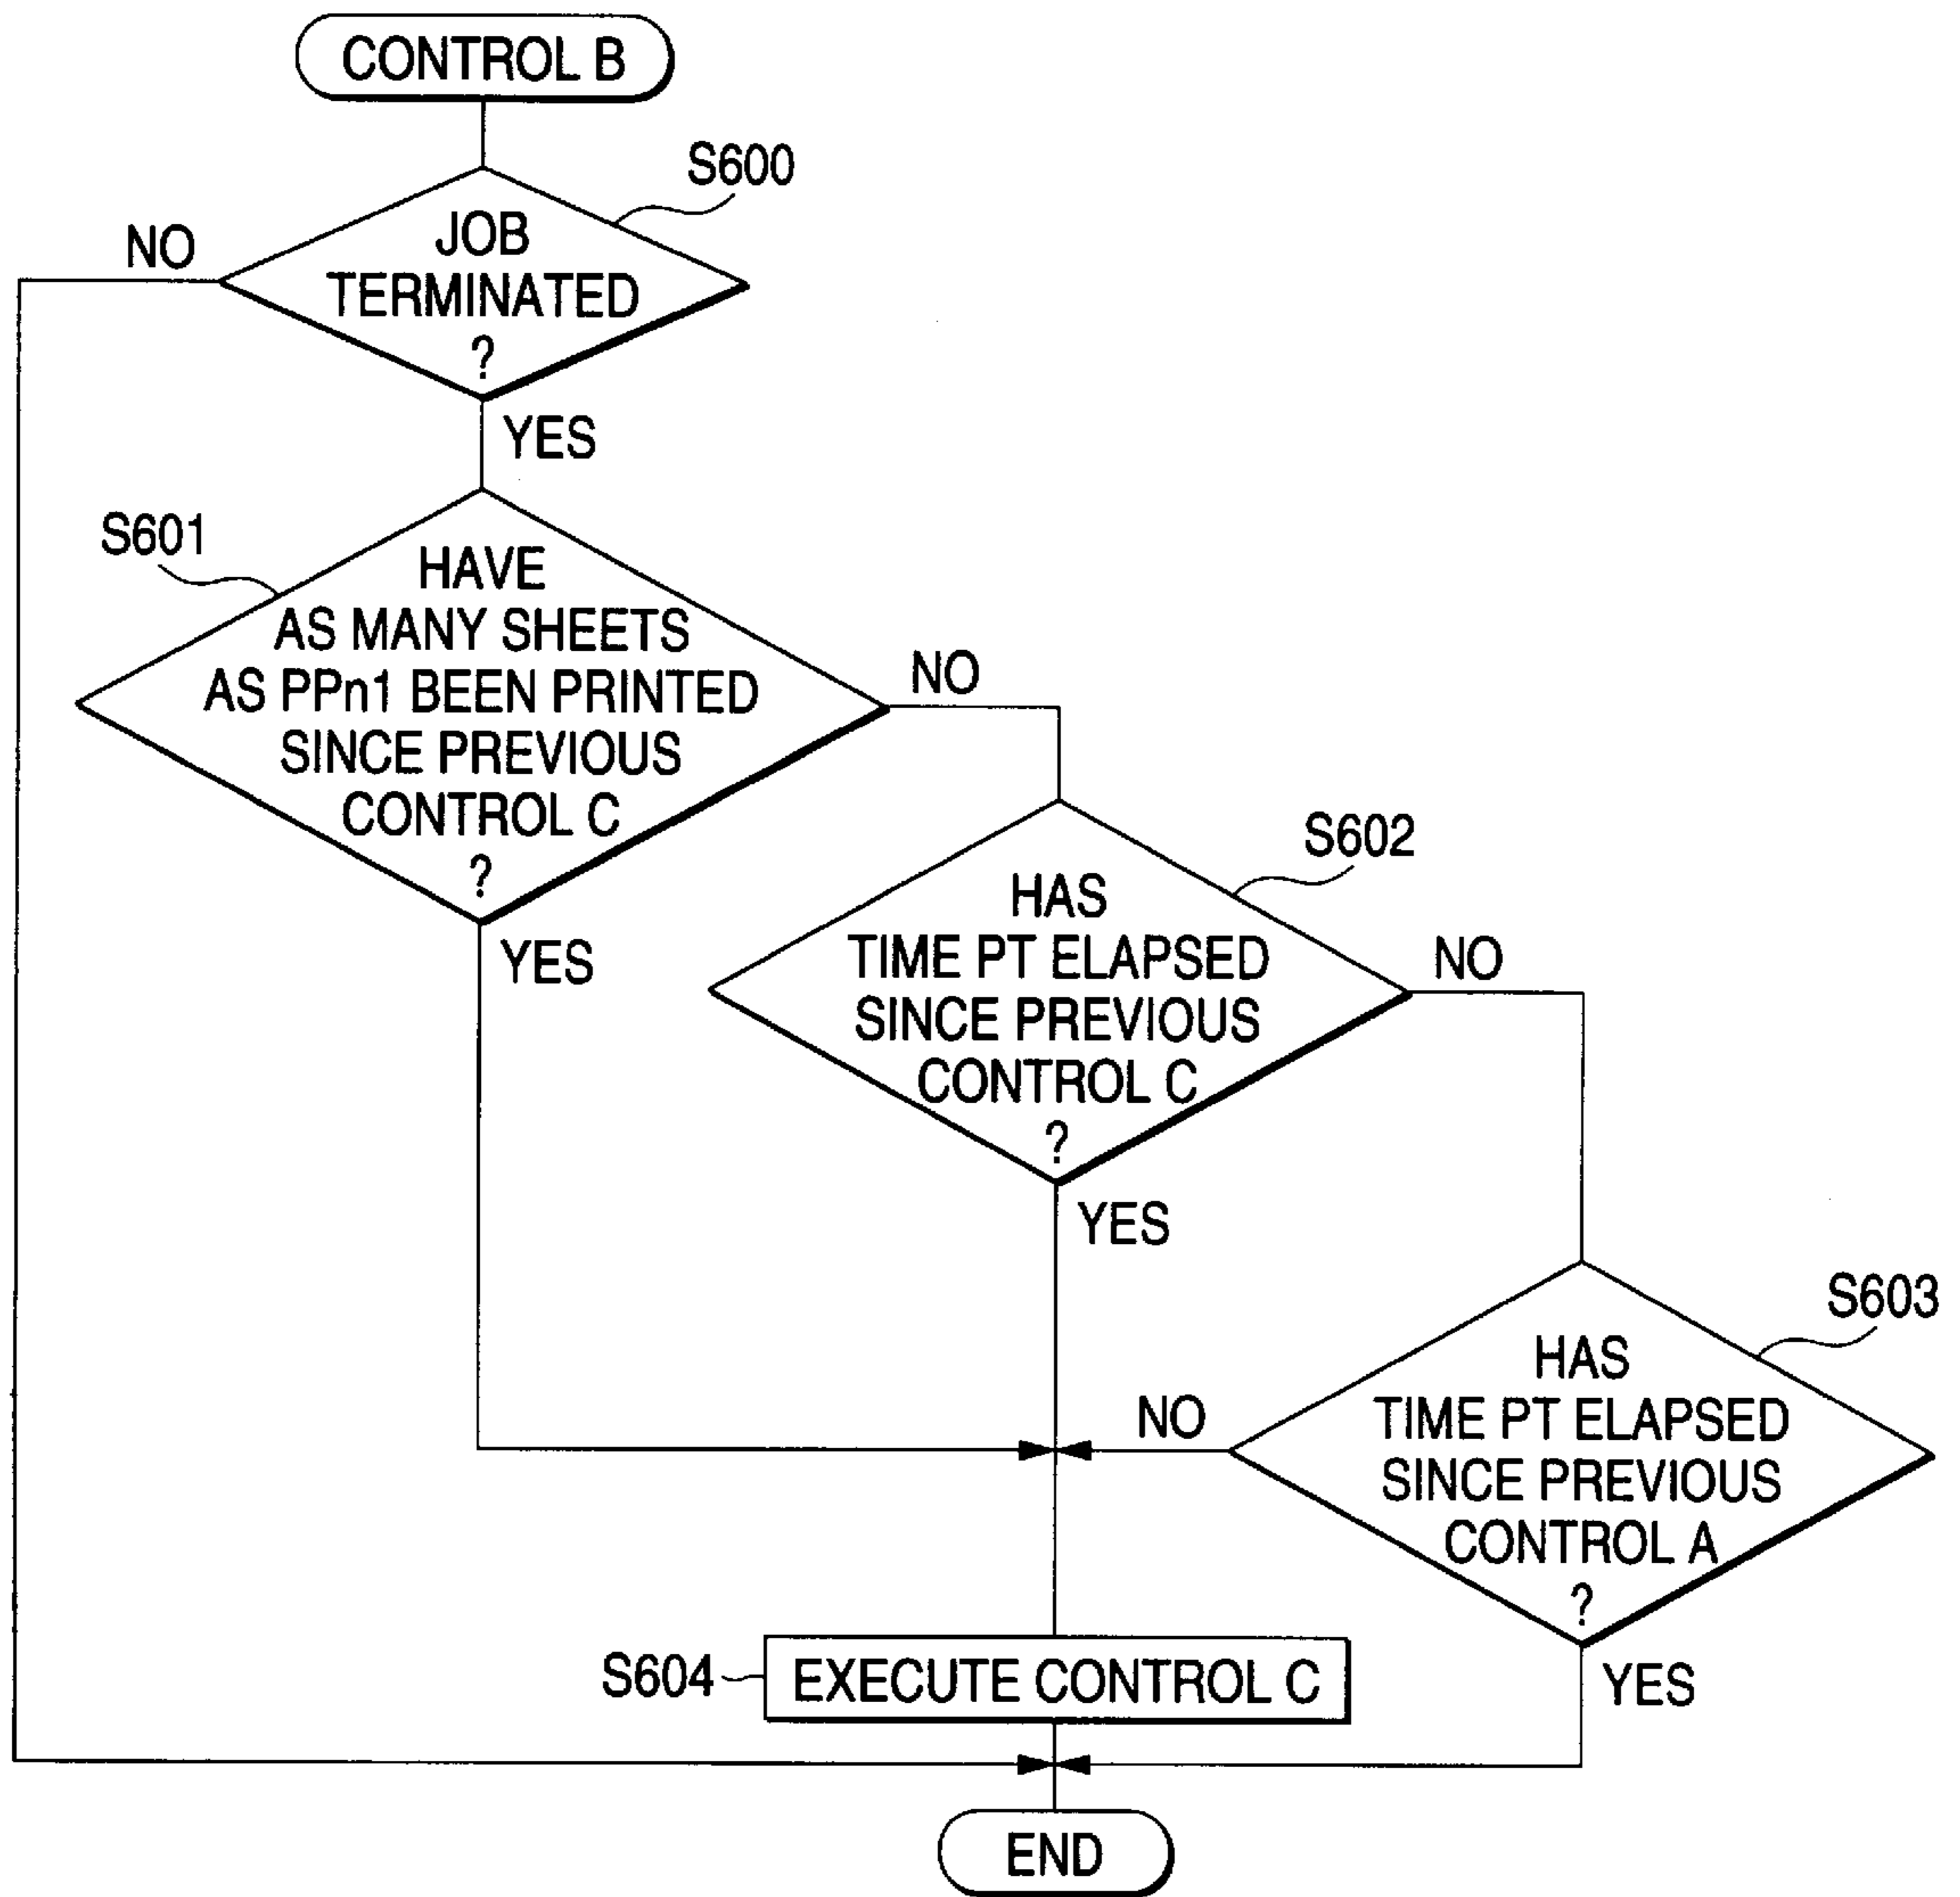 CONTROL B
S600
NO
JOB
TERMINATED
?
YES
S601
HAVE
AS MANY SHEETS
AS PPn1 BEEN PRINTED
SINCE PREVIOUS
CONTROL C
?
NO
YES
S602
HAS
TIME PT ELAPSED
SINCE PREVIOUS
CONTROL C
?
NO
YES
S603
HAS
TIME PT ELAPSED
SINCE PREVIOUS
CONTROL A
?
NO
YES
S604
EXECUTE CONTROL C
END